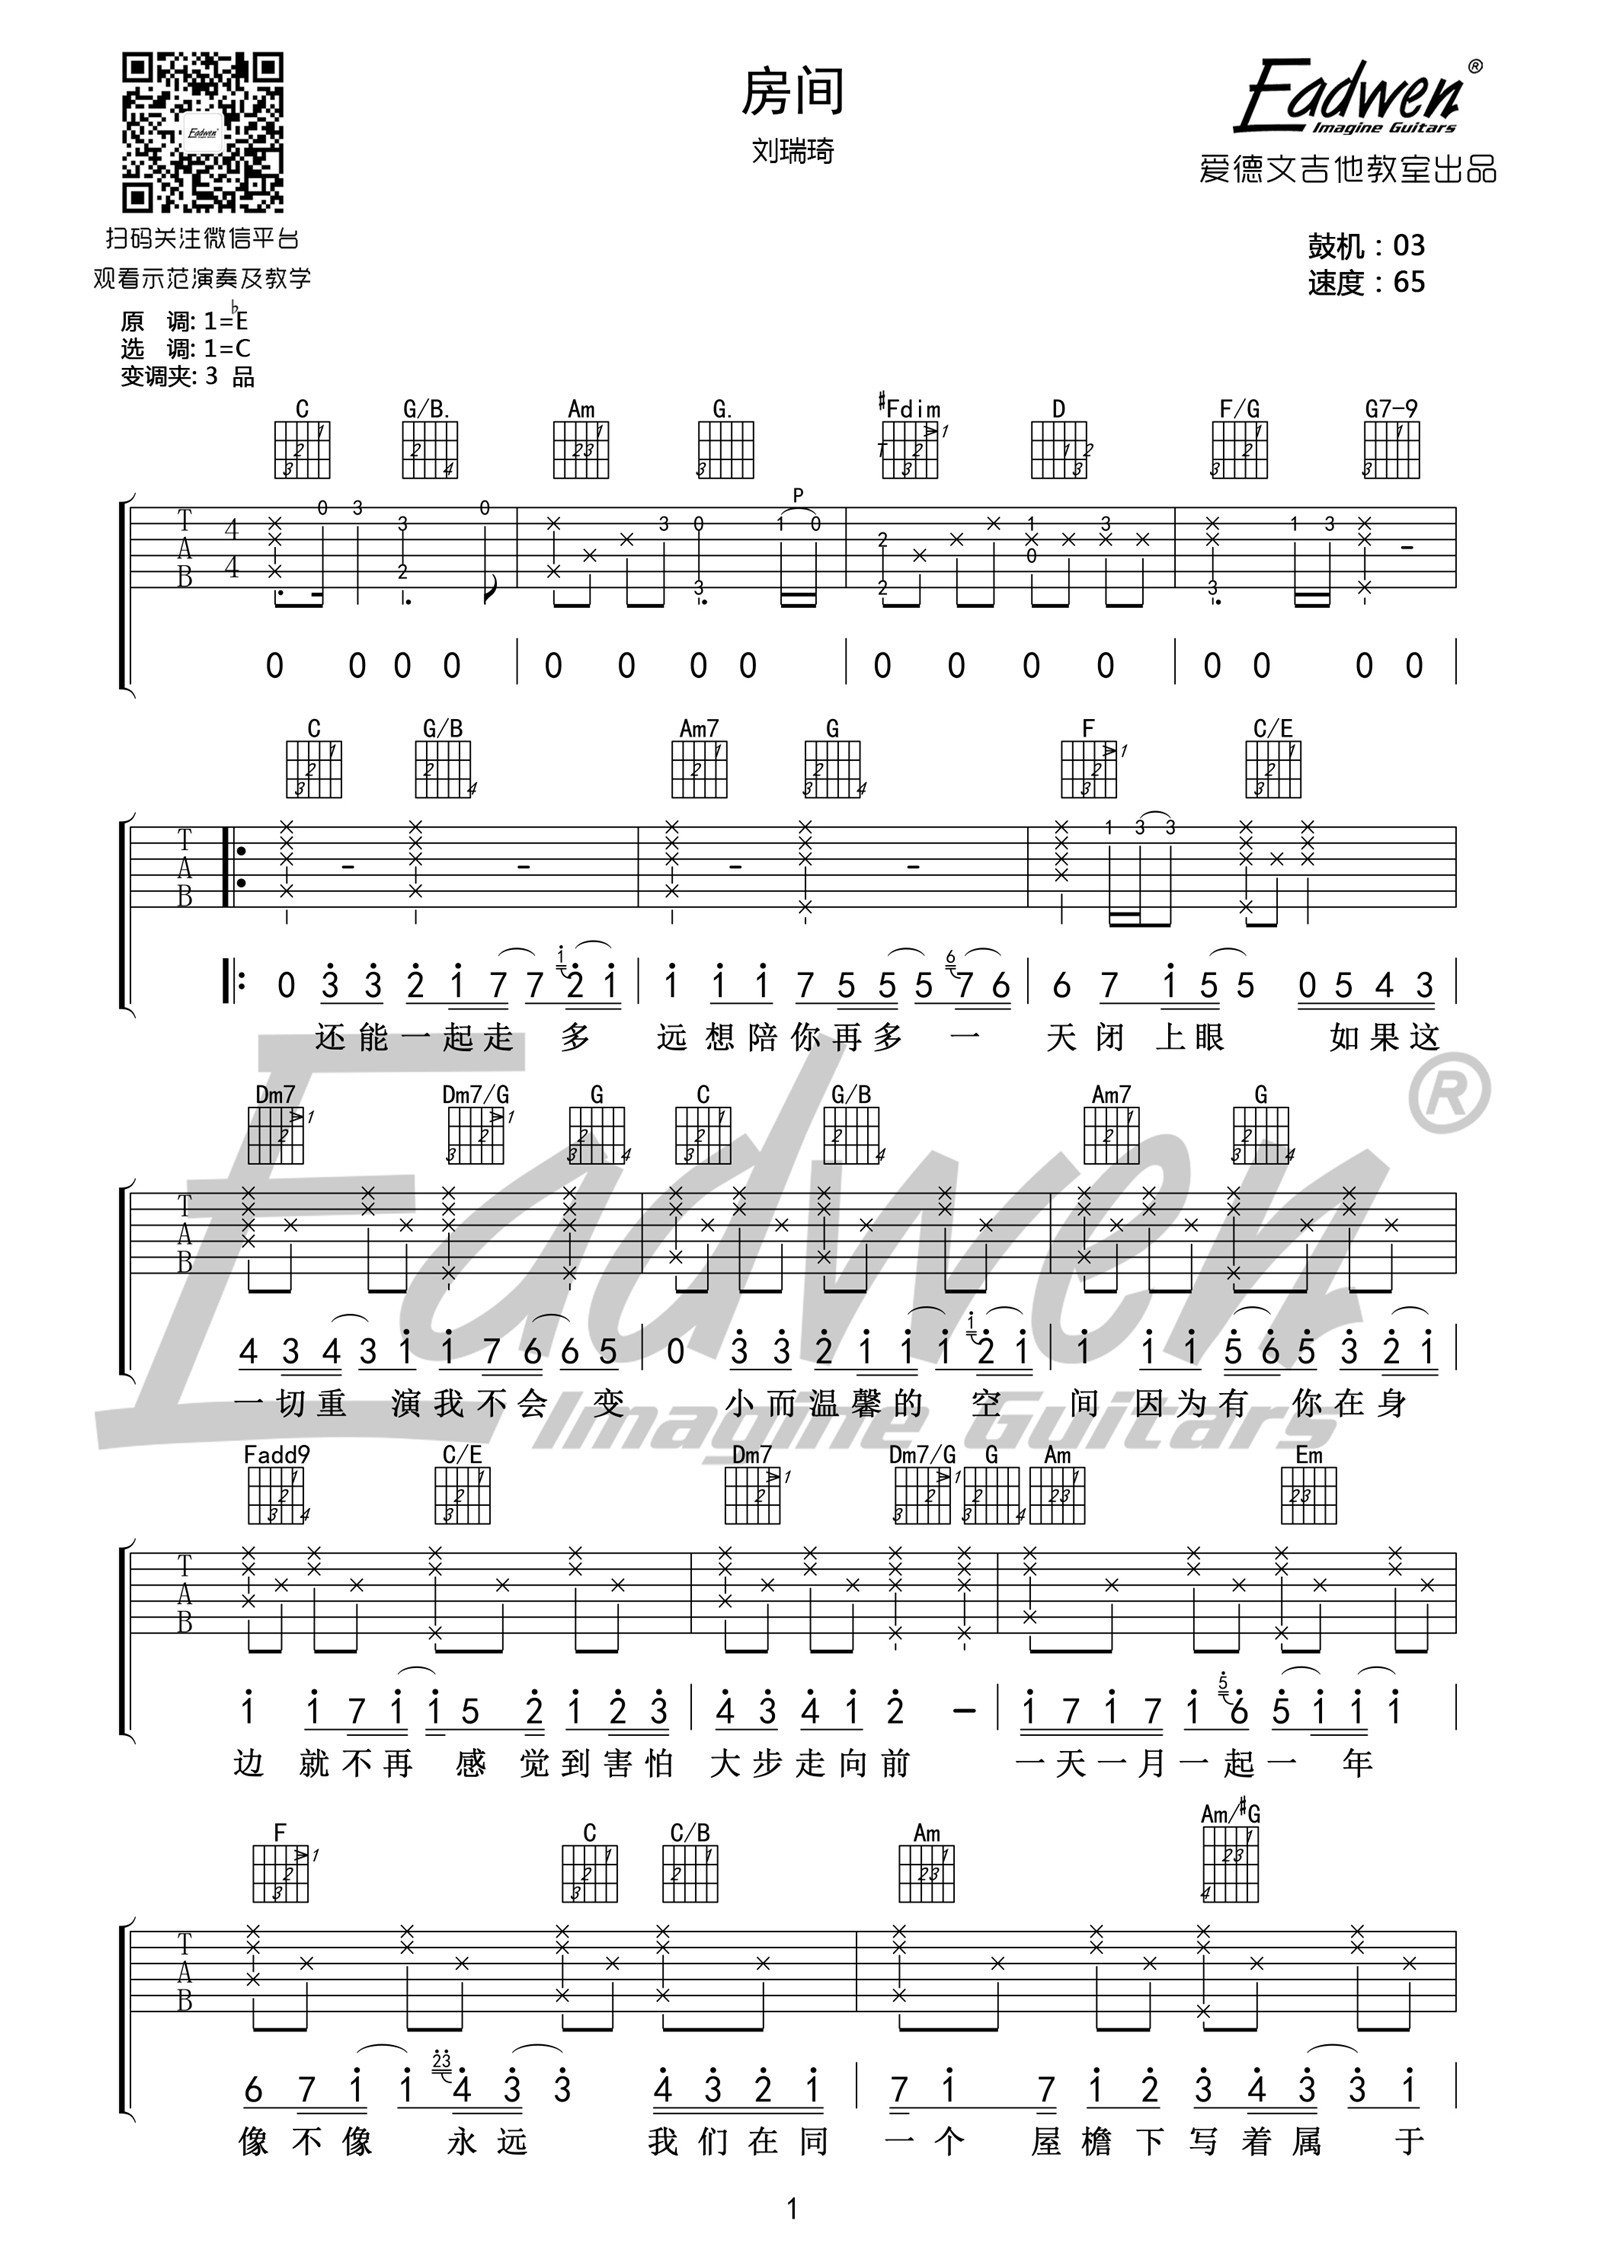 Eadwen®
房间
Eadwen®
Imagine Guitars
刘瑞琦
爱德文吉他教室出品
扫码关注微信平台
观看示范演奏及教学
鼓机：03
速度：65
原 调: 1=♭E
选 调: 1=C
变调夹: 3 品
C G/B. Am G. #Fdim D F/G G7-9
0 0 0 0 0 0 0 0 0 0 0 0 0 0 0 0
C G/B Am7 G F C/E
还能一起走 多 远想陪你再多 一 天闭 上眼 如果这
Dm7 Dm7/G G C G/B Am7 G
一切重 演我不会 变 小而温馨的 空 间 因为有 你在身
Fadd9 C/E Dm7 Dm7/G G Am Em
边 就不再 感 觉到害怕 大步走向前 一天一月一起一 年
F C C/B Am Am/#G
像不像 永远 我们在同 一个 屋檐下写着属 于
Eadwen®
Imagine Guitars
1